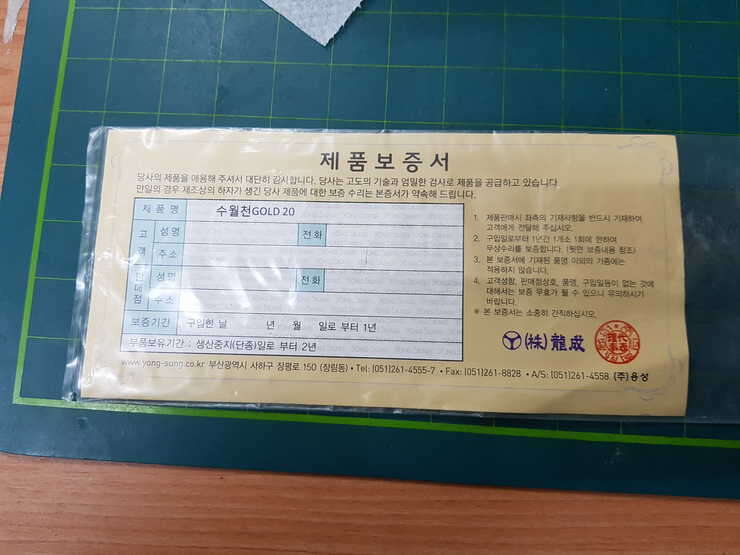 제품보증서
당사의 제품을 애용해 주셔서 대단히 감사합니다. 당사는 고도의 기술과 엄밀한 검사로 제품을 공급하고 있습니다
만일의 경우 제조상의 하자가 생긴 당사 제품에 대한 보증 수리는 본증서가 약속해 드립니다.
제품명 수월천GOLD 20
고객 성명 전화
주소
판매점 성명 전화
주소
보증기간 구입한 날 년 월 일로 부터 1년
부품보유기간 : 생산중지(단종)일로 부터 2년
1. 제품판매시 좌측의 기재사항을 반드시 기재하여
고객에게 전달해 주십시오.
2. 구입일로부터 1년간 1개소 1회에 한하여
무상수리를 보증합니다. (뒷면 보증내용 참조)
3. 본 보증서에 기재된 품명 이외의 가종에는
적용하지 않습니다.
4. 고객성함, 판매점상호, 품명, 구입일등이 없는 것에
대해서는 보증 무효가 될 수 있으니 유의하시기
바랍니다.
※ 본 보증서는 소중히 간직하십시오.
(株) 龍成
www.yong-sung.co.kr 부산광역시 사하구 장평로 150 (장림동) • Tel: (051)261-4555-7 • Fax: (051)261-8828 • A/S: (051)261-4558 (주)용성